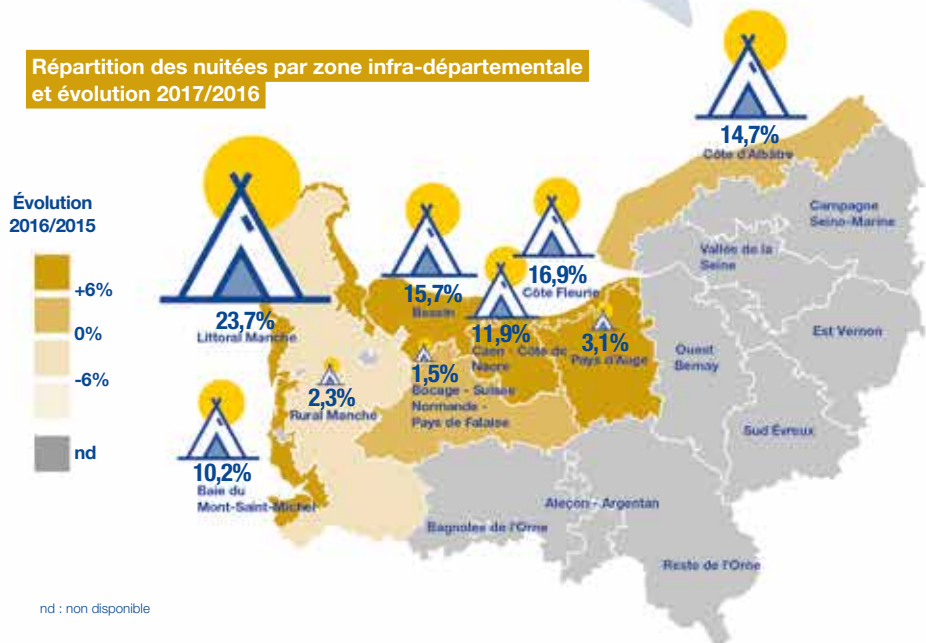 Répartition des nuitées par zone infra-départementale
et évolution 2017/2016
Évolution
2016/2015
+6%
0%
-6%
nd
14,7%
Côte d'Albâtre
Campagne
Seino-Marine
Vallée de la
Seine
Est Vernon
Ouest
Bernay
Sud Évreux
23,7%
Littoral Manche
15,7%
Bessin
16,9%
Côte Fleurie
11,9%
Caen - Côte de
Nacre
3,1%
Pays d'Auge
1,5%
Bocage - Suisse
Normande -
Pays de Falaise
2,3%
Rural Manche
10,2%
Baie du
Mont-Saint-Michel
Bagnoles de l'Orne
Aleçon - Argentan
Reste de l'Orne
nd : non disponible